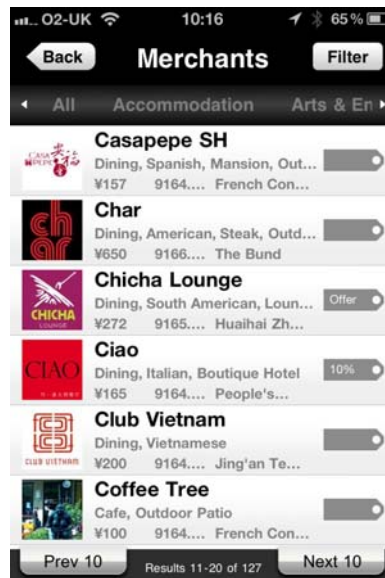 O2-UK 10:16 65%
Back Merchants Filter
All Accommodation Arts & En
Casapepe SH
Dining, Spanish, Mansion, Out...
¥157 9164.... French Con...
Char
Dining, American, Steak, Outd...
¥650 9166.... The Bund
Chicha Lounge
Dining, South American, Loun...
Offer
¥272 9165.... Huaihai Zh...
Ciao
Dining, Italian, Boutique Hotel
10%
¥165 9164.... People's...
Club Vietnam
Dining, Vietnamese
¥200 9164.... Jing'an Te...
Coffee Tree
Cafe, Outdoor Patio
¥100 9164.... French Con...
Prev 10 Results 11-20 of 127 Next 10
CASA
PEPE
char
CHICHA
LOUNGE
CIAO
CLUB VIETNAM